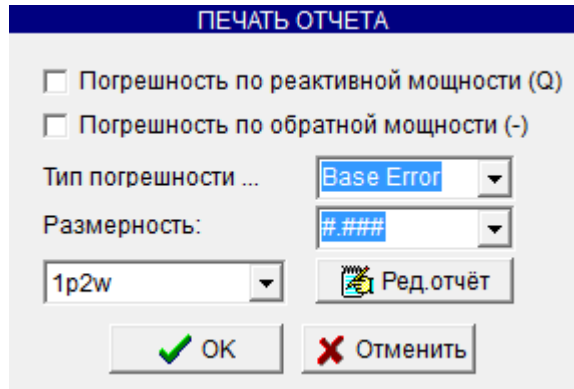 ПЕЧАТЬ ОТЧЕТА
Погрешность по реактивной мощности (Q)
Погрешность по обратной мощности (-)
Тип погрешности ... Base Error
Размерность: #.###
1p2w Ред.отчёт
OK Отменить